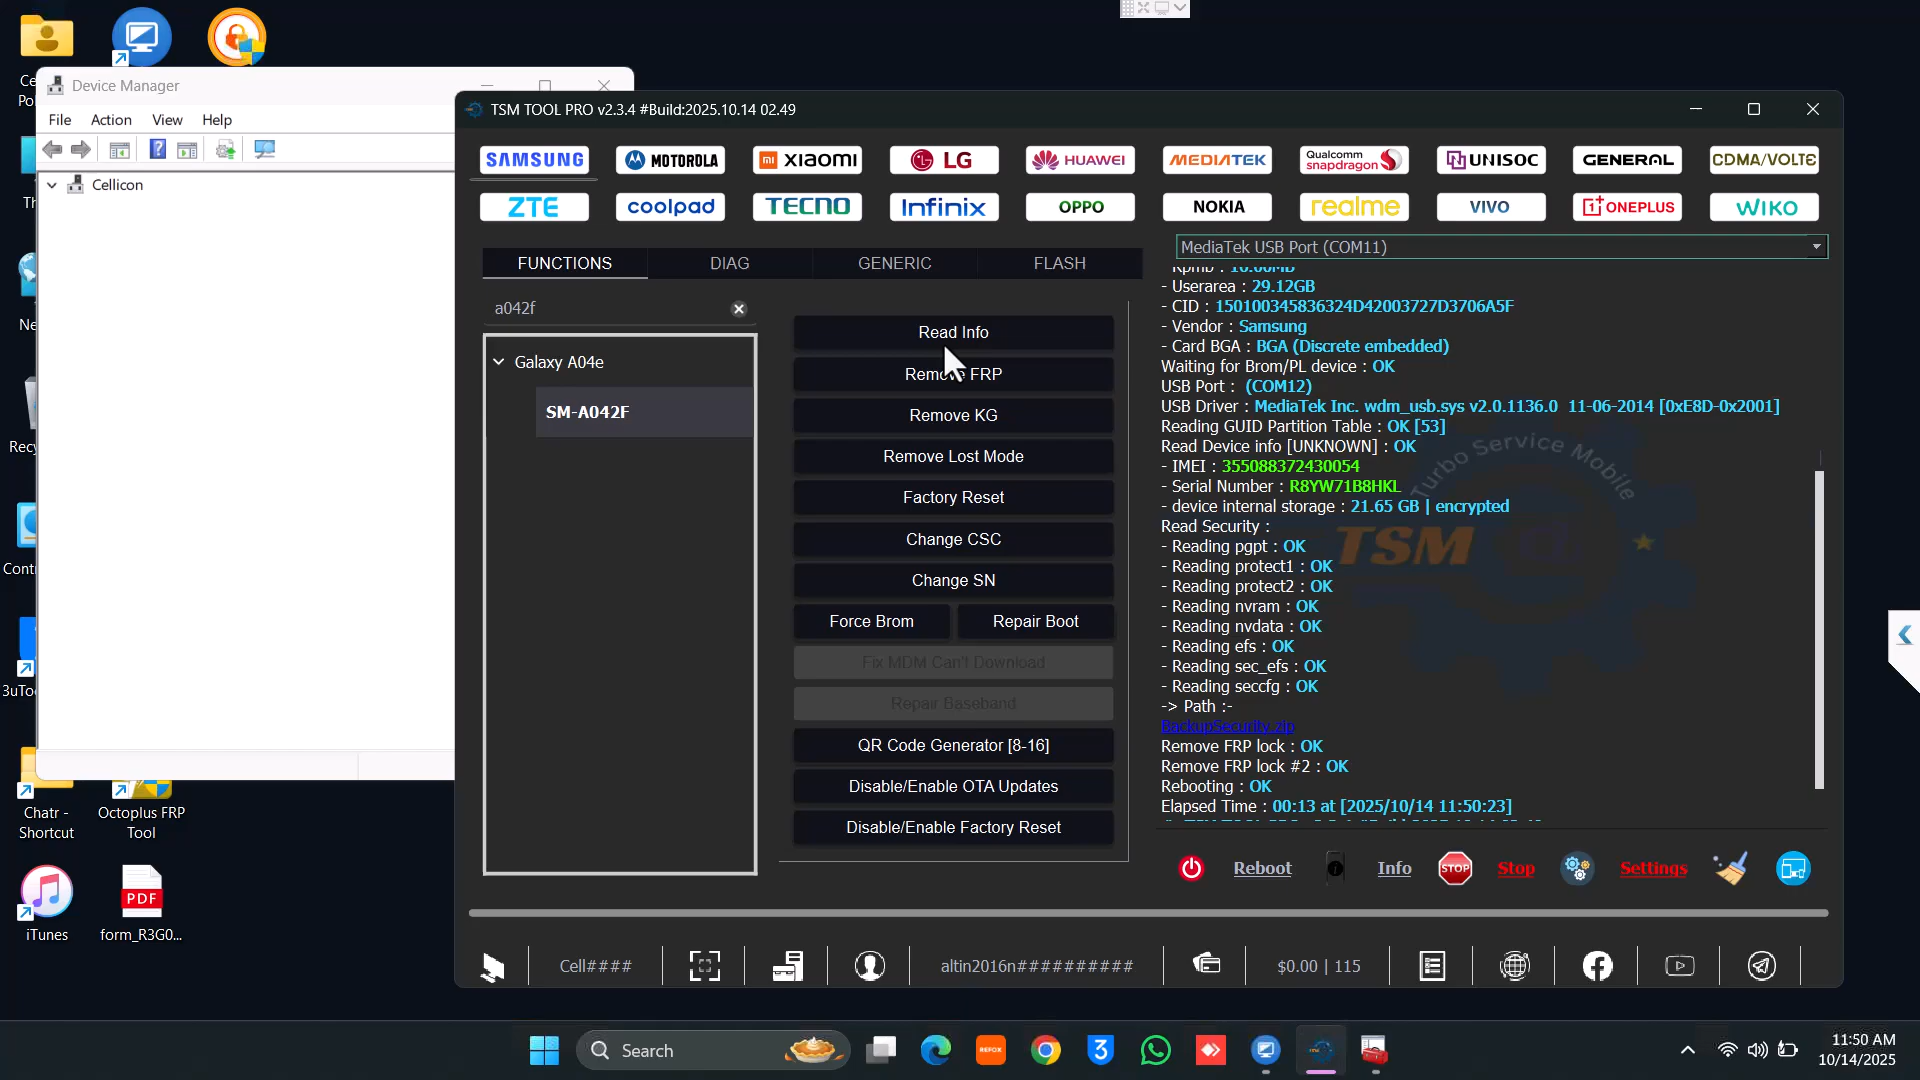 Device Manager
File Action View Help
Cellicon
TSM TOOL PRO v2.3.4 #Build:2025.10.14 02.49
SAMSUNG MOTOROLA xiaomi LG HUAWEI MEDIATEK Qualcomm snapdragon UNISOC GENERAL CDMA/VOLTE
ZTE coolpad TECNO Infinix OPPO NOKIA realme VIVO ONEPLUS WIKO
FUNCTIONS DIAG GENERIC FLASH
MediaTek USB Port (COM11)
a042f
Galaxy A04e
SM-A042F
Read Info
Remove FRP
Remove KG
Remove Lost Mode
Factory Reset
Change CSC
Change SN
Force Brom Repair Boot
Fix MDM Can't Download
Repair Baseband
QR Code Generator [8-16]
Disable/Enable OTA Updates
Disable/Enable Factory Reset
- Userarea : 29.12GB
- CID : 150100345836324D42003727D3706A5F
- Vendor : Samsung
- Card BGA : BGA (Discrete embedded)
Waiting for Brom/PL device : OK
USB Port : (COM12)
USB Driver : MediaTek Inc. wdm_usb.sys v2.0.1136.0 11-06-2014 [0xE8D-0x2001]
Reading GUID Partition Table : OK [53]
Read Device info [UNKNOWN] : OK
- IMEI : 355088372430054
- Serial Number : R8YW71B8HKL
- device internal storage : 21.65 GB | encrypted
Read Security :
- Reading pgpt : OK
- Reading protect1 : OK
- Reading protect2 : OK
- Reading nvram : OK
- Reading nvdata : OK
- Reading efs : OK
- Reading sec_efs : OK
- Reading seccfg : OK
-> Path :-
BackupSecurity.zip
Remove FRP lock : OK
Remove FRP lock #2 : OK
Rebooting : OK
Elapsed Time : 00:13 at [2025/10/14 11:50:23]
Turbo Service Mobile
TSM
Reboot Info STOP Stop Settings
Cell#### altin2016n########## $0.00 | 115
Chatr - Shortcut
Octoplus FRP Tool
iTunes
PDF
form_R3G0...
Search
REFOX
11:50 AM
10/14/2025